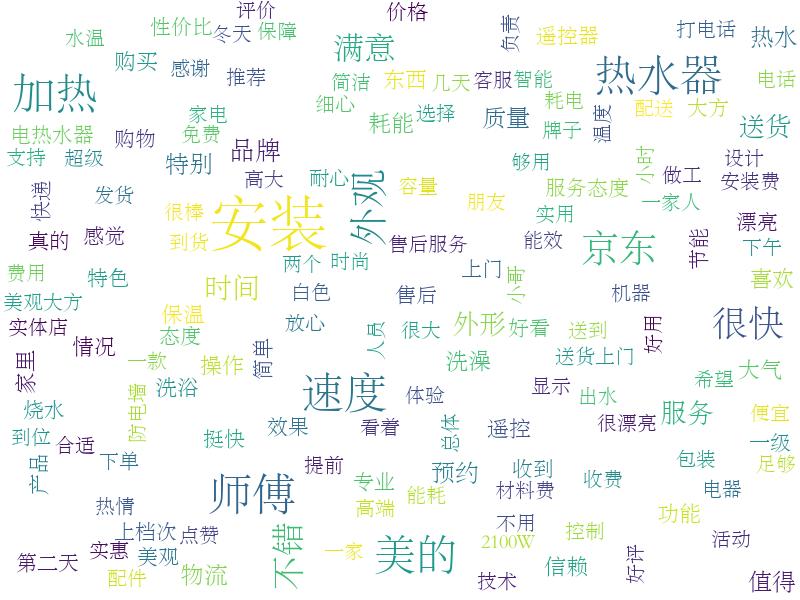 评价
价格
水温
性价比
冬天
保障
负责
遥控器
打电话
热水
满意
购买
感谢
推荐
加热
简洁
东西
几天
客服
智能
热水器
电话
细心
家电
耗能
选择
质量
耗电
牌子
温度
配送
大方
送货
电热水器
购物
免费
支持
超级
特别
品牌
够用
小时
设计
高大
耐心
外观
容量
服务态度
做工
安装费
快递
发货
很棒
安装
朋友
实用
一家人
漂亮
真的
感觉
到货
售后服务
能效
京东
节能
下午
两个
时尚
上门
费用
特色
时间
白色
售后
小哥
机器
喜欢
美观大方
实体店
保温
态度
放心
人员
很大
外形
好看
送到
好用
很快
情况
家里
一款
操作
简单
洗澡
送货上门
大气
希望
洗浴
速度
体验
显示
出水
烧水
防电墙
服务
便宜
到位
合适
挺快
效果
看着
总体
遥控
很漂亮
一级
产品
下单
提前
预约
收到
包装
足够
师傅
专业
收费
材料费
电器
热情
高端
能耗
功能
上档次
点赞
不错
不用
控制
活动
第二天
实惠
美观
一家
美的
2100W
信赖
好评
配件
物流
技术
值得